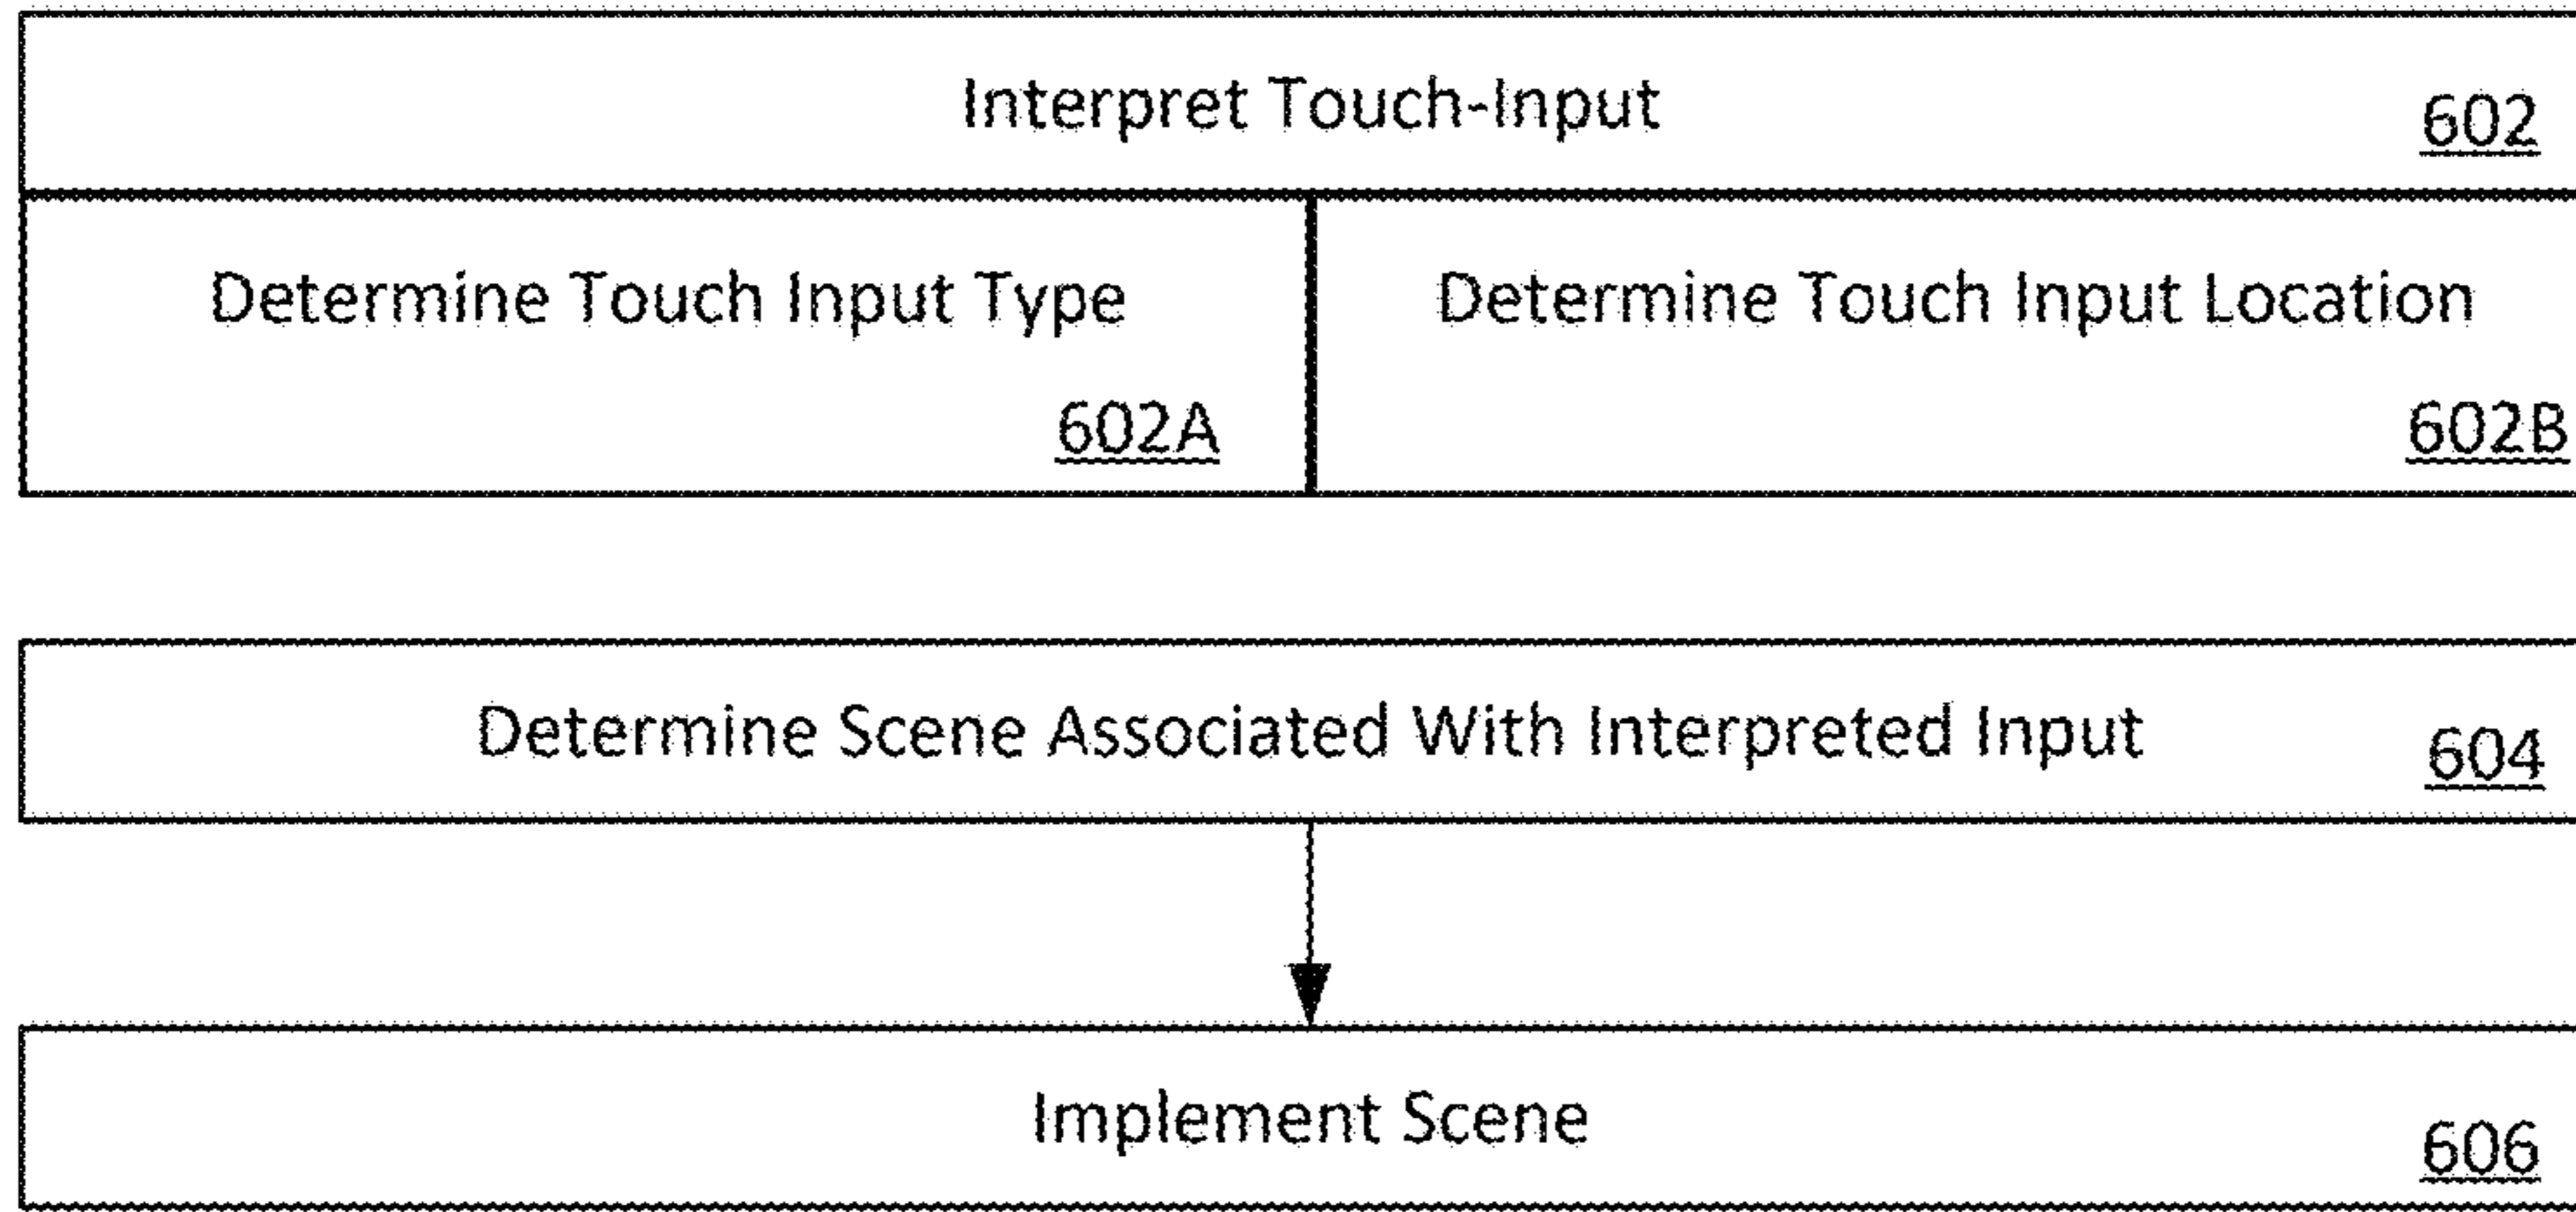 Interpret Touch-Input 602
Determine Touch Input Type
602A
Determine Touch Input Location
602B
Determine Scene Associated With Interpreted Input 604
Implement Scene 606